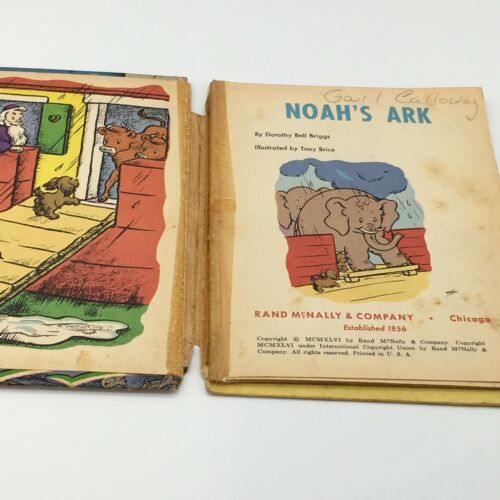 Gail Calloway
NOAH'S ARK
By Dorothy Bell Briggs
Illustrated by Tony Brice
RAND McNALLY & COMPANY • Chicago
Established 1856
Copyright © MCMXLVI by Rand McNally & Company. Copyright
MCMXLVI under International Copyright Union by Rand McNally &
Company. All rights reserved. Printed in U. S. A.